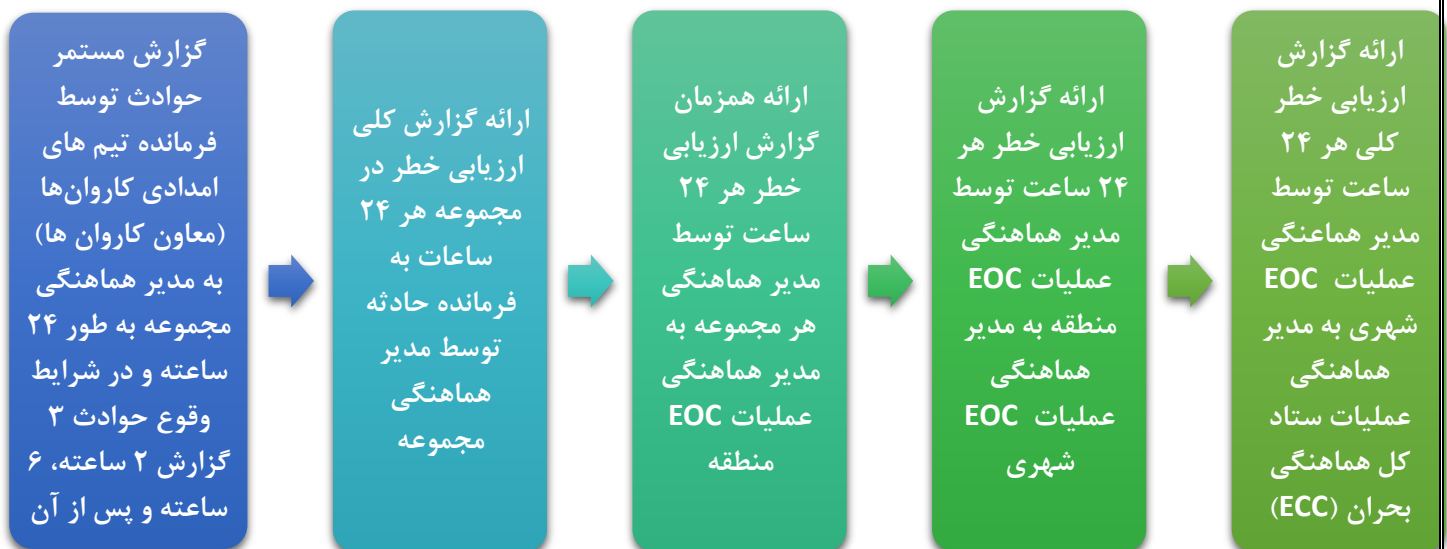 گزارش مستمر
حوادث توسط
فرمانده تیم های
امدادی کاروان‌ها
(معاون کاروان ها)
به مدیر هماهنگی
مجموعه به طور ۲۴
ساعته و در شرایط
وقوع حوادث ۳
گزارش ۲ ساعته، ۶
ساعته و پس از آن
ارائه گزارش کلی
ارزیابی خطر در
مجموعه هر ۲۴
ساعات به
فرمانده حادثه
توسط مدیر
هماهنگی
مجموعه
ارائه همزمان
گزارش ارزیابی
خطر هر ۲۴
ساعت توسط
مدیر هماهنگی
هر مجموعه به
مدیر هماهنگی
عملیات EOC
منطقه
ارائه گزارش
ارزیابی خطر هر
۲۴ ساعت توسط
مدیر هماهنگی
عملیات EOC
منطقه به مدیر
هماهنگی
عملیات EOC
شهری
ارائه گزارش
ارزیابی خطر
کلی هر ۲۴
ساعت توسط
مدیر هماعنگی
عملیات EOC
شهری به مدیر
هماهنگی
عملیات ستاد
کل هماهنگی
بحران (ECC)